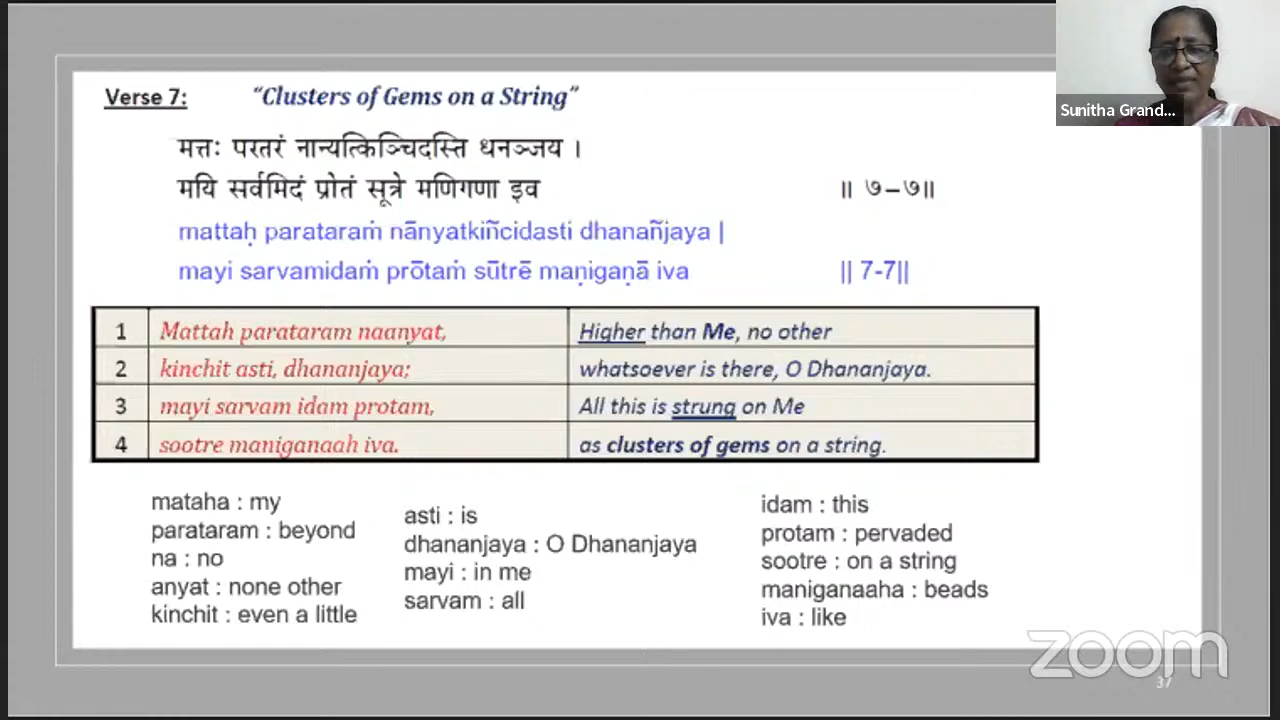 Verse 7: “Clusters of Gems on a String”
मत्तः परतरं नान्यत्किञ्चिदस्ति धनञ्जय ।
मयि सर्वमिदं प्रोतं सूत्रे मणिगणा इव ॥ ७-७॥
mattaḥ parataraṁ nānyatkiñcidasti dhanañjaya |
mayi sarvamidaṁ prōtaṁ sūtrē maṇigaṇā iva || 7-7||
1 Mattah parataram naanyat, Higher than Me, no other
2 kinchit asti, dhananjaya; whatsoever is there, O Dhananjaya.
3 mayi sarvam idam protam, All this is strung on Me
4 sootre maniganaah iva. as clusters of gems on a string.
mataha : my
parataram : beyond
na : no
anyat : none other
kinchit : even a little
asti : is
dhananjaya : O Dhananjaya
mayi : in me
sarvam : all
idam : this
protam : pervaded
sootre : on a string
maniganaaha : beads
iva : like
Sunitha Grand...
zoom
37